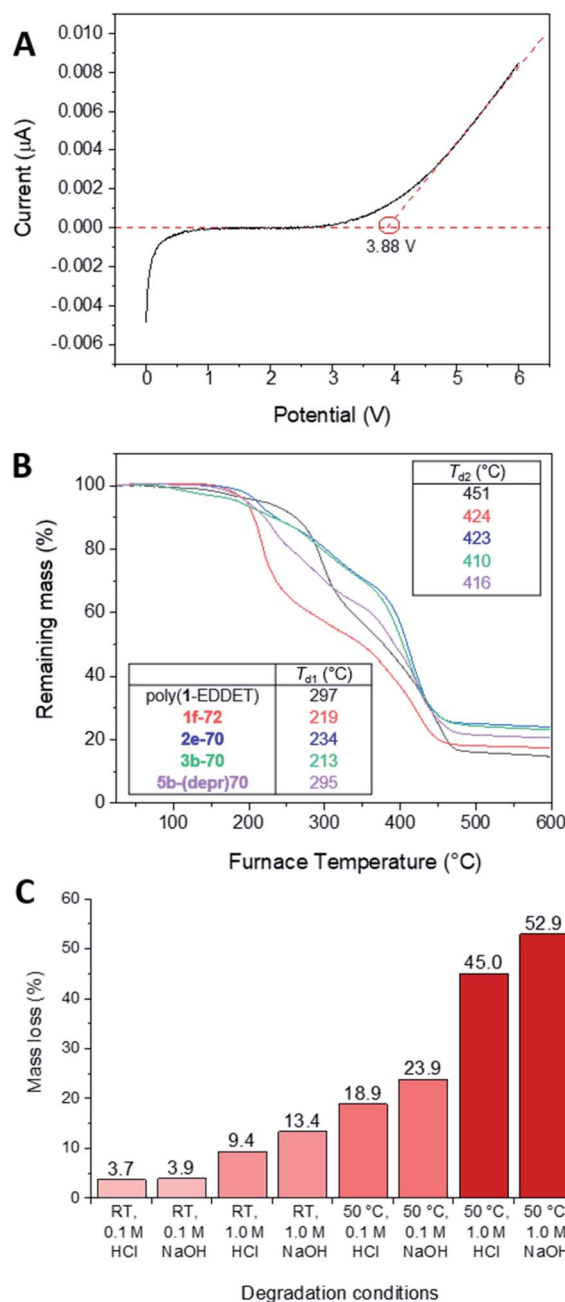 A
0.010
0.008
0.006
0.004
0.002
0.000
-0.002
-0.004
-0.006
Current (μA)
3.88 V
0 1 2 3 4 5 6
Potential (V)
B
100
80
60
40
20
0
Remaining mass (%)
Td2 (°C)
451
424
423
410
416
Td1 (°C)
poly(1-EDDET) 297
1f-72 219
2e-70 234
3b-70 213
5b-(depr)70 295
100 200 300 400 500 600
Furnace Temperature (°C)
C
60
50
40
30
20
10
0
Mass loss (%)
3.7 3.9 9.4 13.4 18.9 23.9 45.0 52.9
RT, RT, RT, RT, 50 °C, 50 °C, 50 °C, 50 °C,
0.1 M 0.1 M 1.0 M 1.0 M 0.1 M 0.1 M 1.0 M 1.0 M
HCl NaOH HCl NaOH HCl NaOH HCl NaOH
Degradation conditions